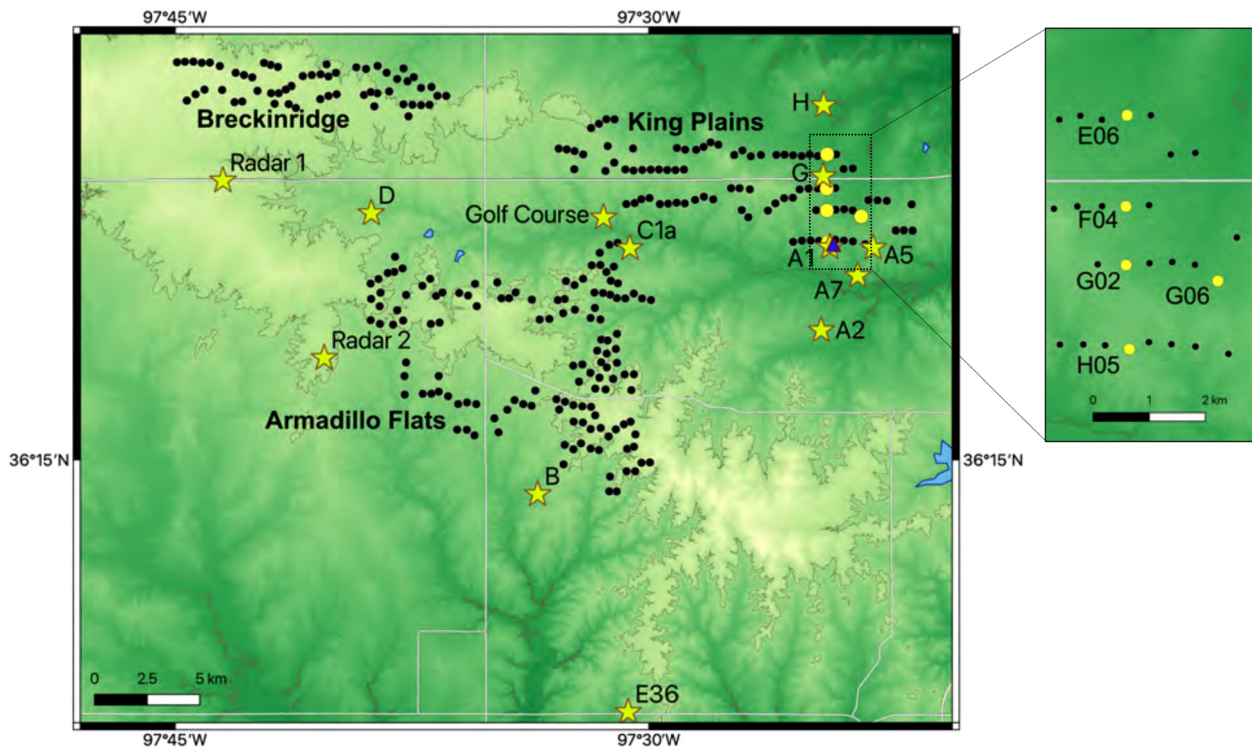 97°45′W 97°30′W
H
King Plains
Breckinridge
E06
Radar 1
G
D
Golf Course
F04
C1a
A1 A5
G02
G06
A7
A2
Radar 2
H05
0 1 2 km
Armadillo Flats
36°15′N 36°15′N
B
0 2.5 5 km
E36
97°45′W 97°30′W